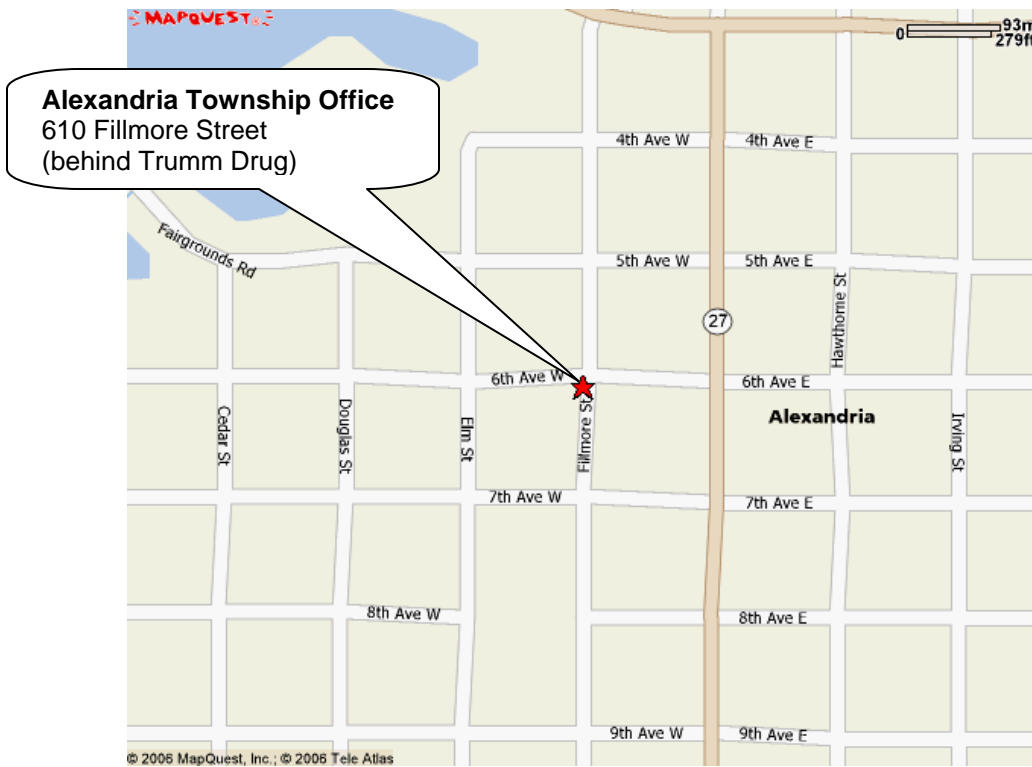 MAPQUEST
93m
0
279ft
Alexandria Township Office
610 Fillmore Street
(behind Trumm Drug)
4th Ave W
4th Ave E
Fairgrounds Rd
5th Ave W
5th Ave E
Hawthorne St
27
6th Ave W
6th Ave E
Cedar St
Douglas St
Elm St
Fillmore St
Alexandria
Irving St
7th Ave W
7th Ave E
8th Ave W
8th Ave E
9th Ave W
9th Ave E
© 2006 MapQuest, Inc.; © 2006 Tele Atlas